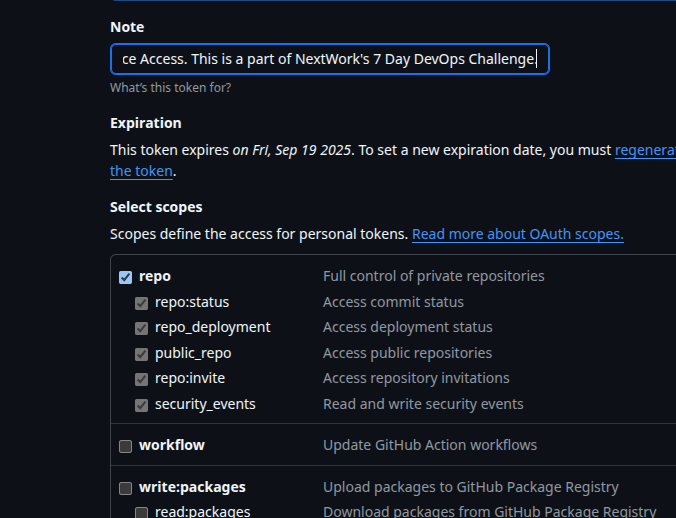 Note
ce Access. This is a part of NextWork's 7 Day DevOps Challenge.
What's this token for?
Expiration
This token expires on Fri, Sep 19 2025. To set a new expiration date, you must regenerat
the token.
Select scopes
Scopes define the access for personal tokens. Read more about OAuth scopes.
repo Full control of private repositories
repo:status Access commit status
repo_deployment Access deployment status
public_repo Access public repositories
repo:invite Access repository invitations
security_events Read and write security events
workflow Update GitHub Action workflows
write:packages Upload packages to GitHub Package Registry
read:packages Download packages from GitHub Package Registry